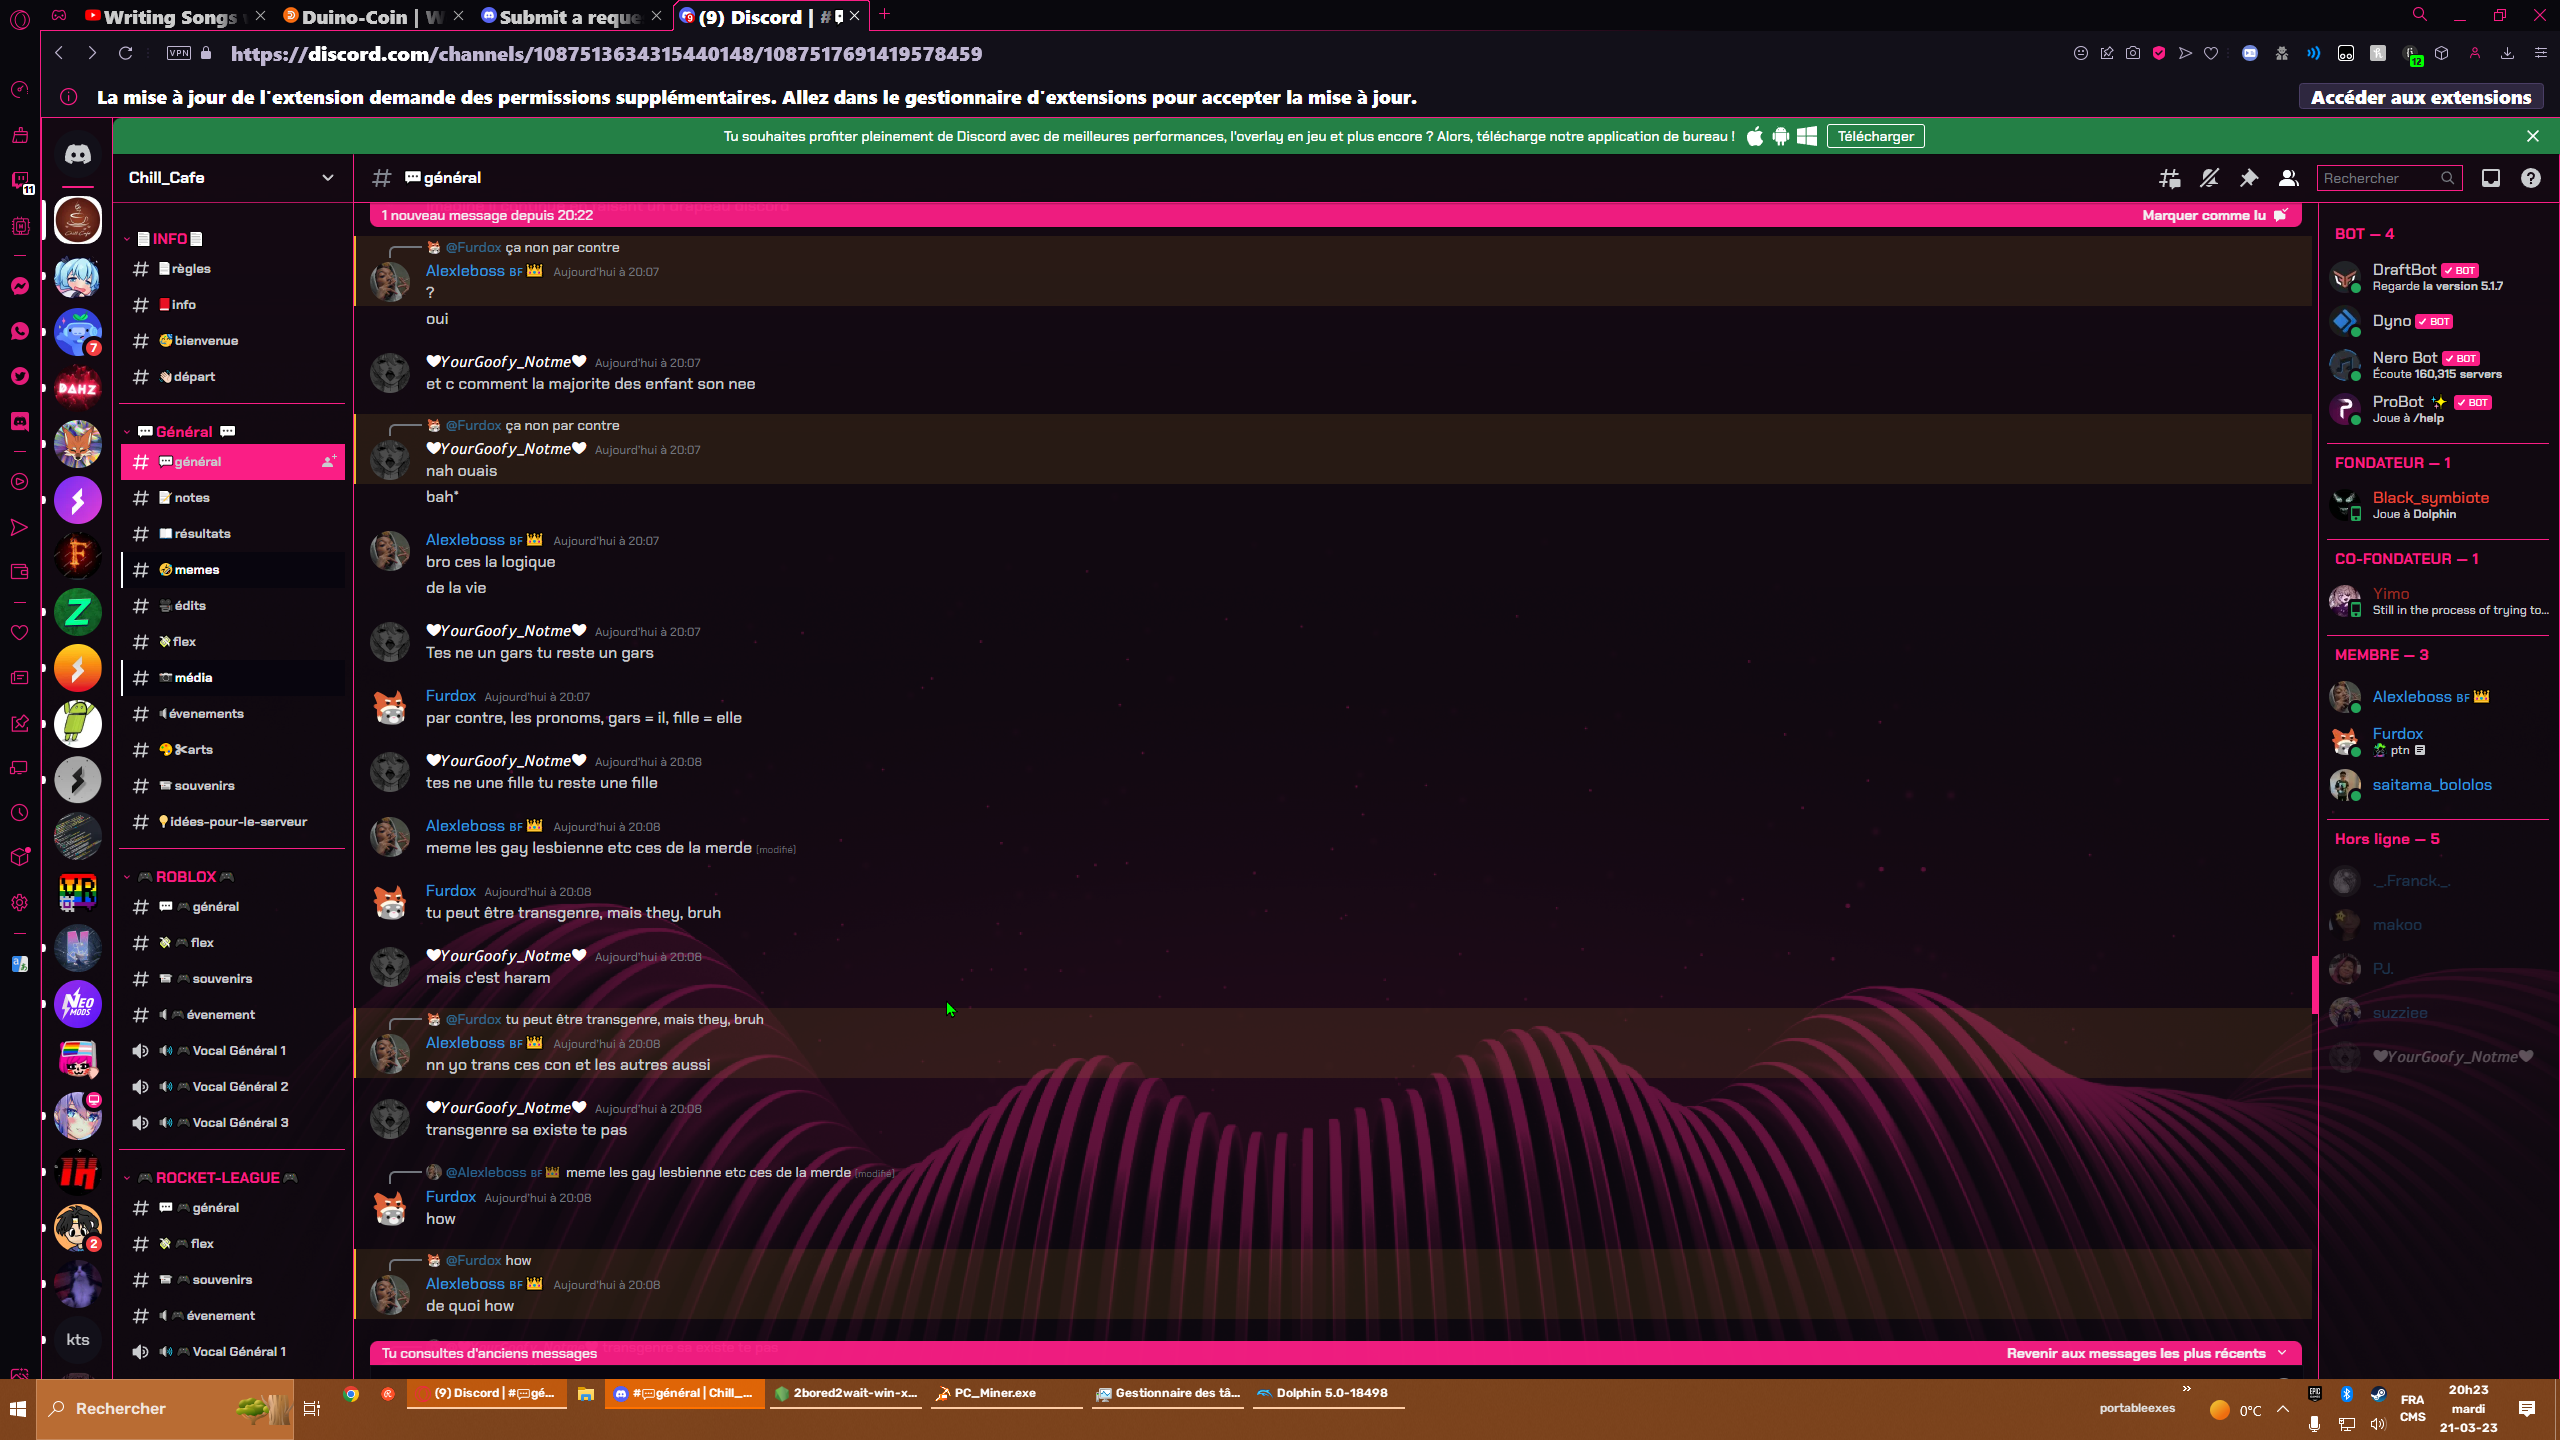 Writing Songs
Duino-Coin | W
Submit a reque
(9) Discord | #
VPN
https://discord.com/channels/1087513634315440148/1087517691419578459
12
La mise à jour de l'extension demande des permissions supplémentaires. Allez dans le gestionnaire d'extensions pour accepter la mise à jour.
Accéder aux extensions
Tu souhaites profiter pleinement de Discord avec de meilleures performances, l'overlay en jeu et plus encore ? Alors, télécharge notre application de bureau !
Télécharger
Chill_Cafe
général
Rechercher
11
7
DAHZ
F
Z
NEO
MODS
2
kts
INFO
règles
info
bienvenue
départ
Général
général
notes
résultats
memes
édits
flex
média
évenements
arts
souvenirs
idées-pour-le-serveur
ROBLOX
général
flex
souvenirs
évenement
Vocal Général 1
Vocal Général 2
Vocal Général 3
ROCKET-LEAGUE
général
flex
souvenirs
évenement
Vocal Général 1
1 nouveau message depuis 20:22
Marquer comme lu
@Furdox ça non par contre
Alexleboss BF Aujourd'hui à 20:07
?
oui
YourGoofy_Notme Aujourd'hui à 20:07
et c comment la majorite des enfant son nee
@Furdox ça non par contre
YourGoofy_Notme Aujourd'hui à 20:07
nah ouais
bah*
Alexleboss BF Aujourd'hui à 20:07
bro ces la logique
de la vie
YourGoofy_Notme Aujourd'hui à 20:07
Tes ne un gars tu reste un gars
Furdox Aujourd'hui à 20:07
par contre, les pronoms, gars = il, fille = elle
YourGoofy_Notme Aujourd'hui à 20:08
tes ne une fille tu reste une fille
Alexleboss BF Aujourd'hui à 20:08
meme les gay lesbienne etc ces de la merde (modifié)
Furdox Aujourd'hui à 20:08
tu peut être transgenre, mais they, bruh
YourGoofy_Notme Aujourd'hui à 20:08
mais c'est haram
@Furdox tu peut être transgenre, mais they, bruh
Alexleboss BF Aujourd'hui à 20:08
nn yo trans ces con et les autres aussi
YourGoofy_Notme Aujourd'hui à 20:08
transgenre sa existe te pas
@Alexleboss BF meme les gay lesbienne etc ces de la merde (modifié)
Furdox Aujourd'hui à 20:08
how
@Furdox how
Alexleboss BF Aujourd'hui à 20:08
de quoi how
Tu consultes d'anciens messages
Revenir aux messages les plus récents
BOT — 4
DraftBot BOT
Regarde la version 5.1.7
Dyno BOT
Nero Bot BOT
Écoute 160,315 servers
ProBot BOT
Joue à /help
FONDATEUR — 1
Black_symbiote
Joue à Dolphin
CO-FONDATEUR — 1
Yimo
Still in the process of trying to...
MEMBRE — 3
Alexleboss BF
Furdox
ptn
saitama_bololos
Hors ligne — 5
._.Franck._.
makoo
PJ.
suzziee
YourGoofy_Notme
Rechercher
(9) Discord | #gé...
#général | Chill_...
2bored2wait-win-x...
PC_Miner.exe
Gestionnaire des tâ...
Dolphin 5.0-18498
portableexes
0°C
FRA
CMS
20h23
mardi
21-03-23